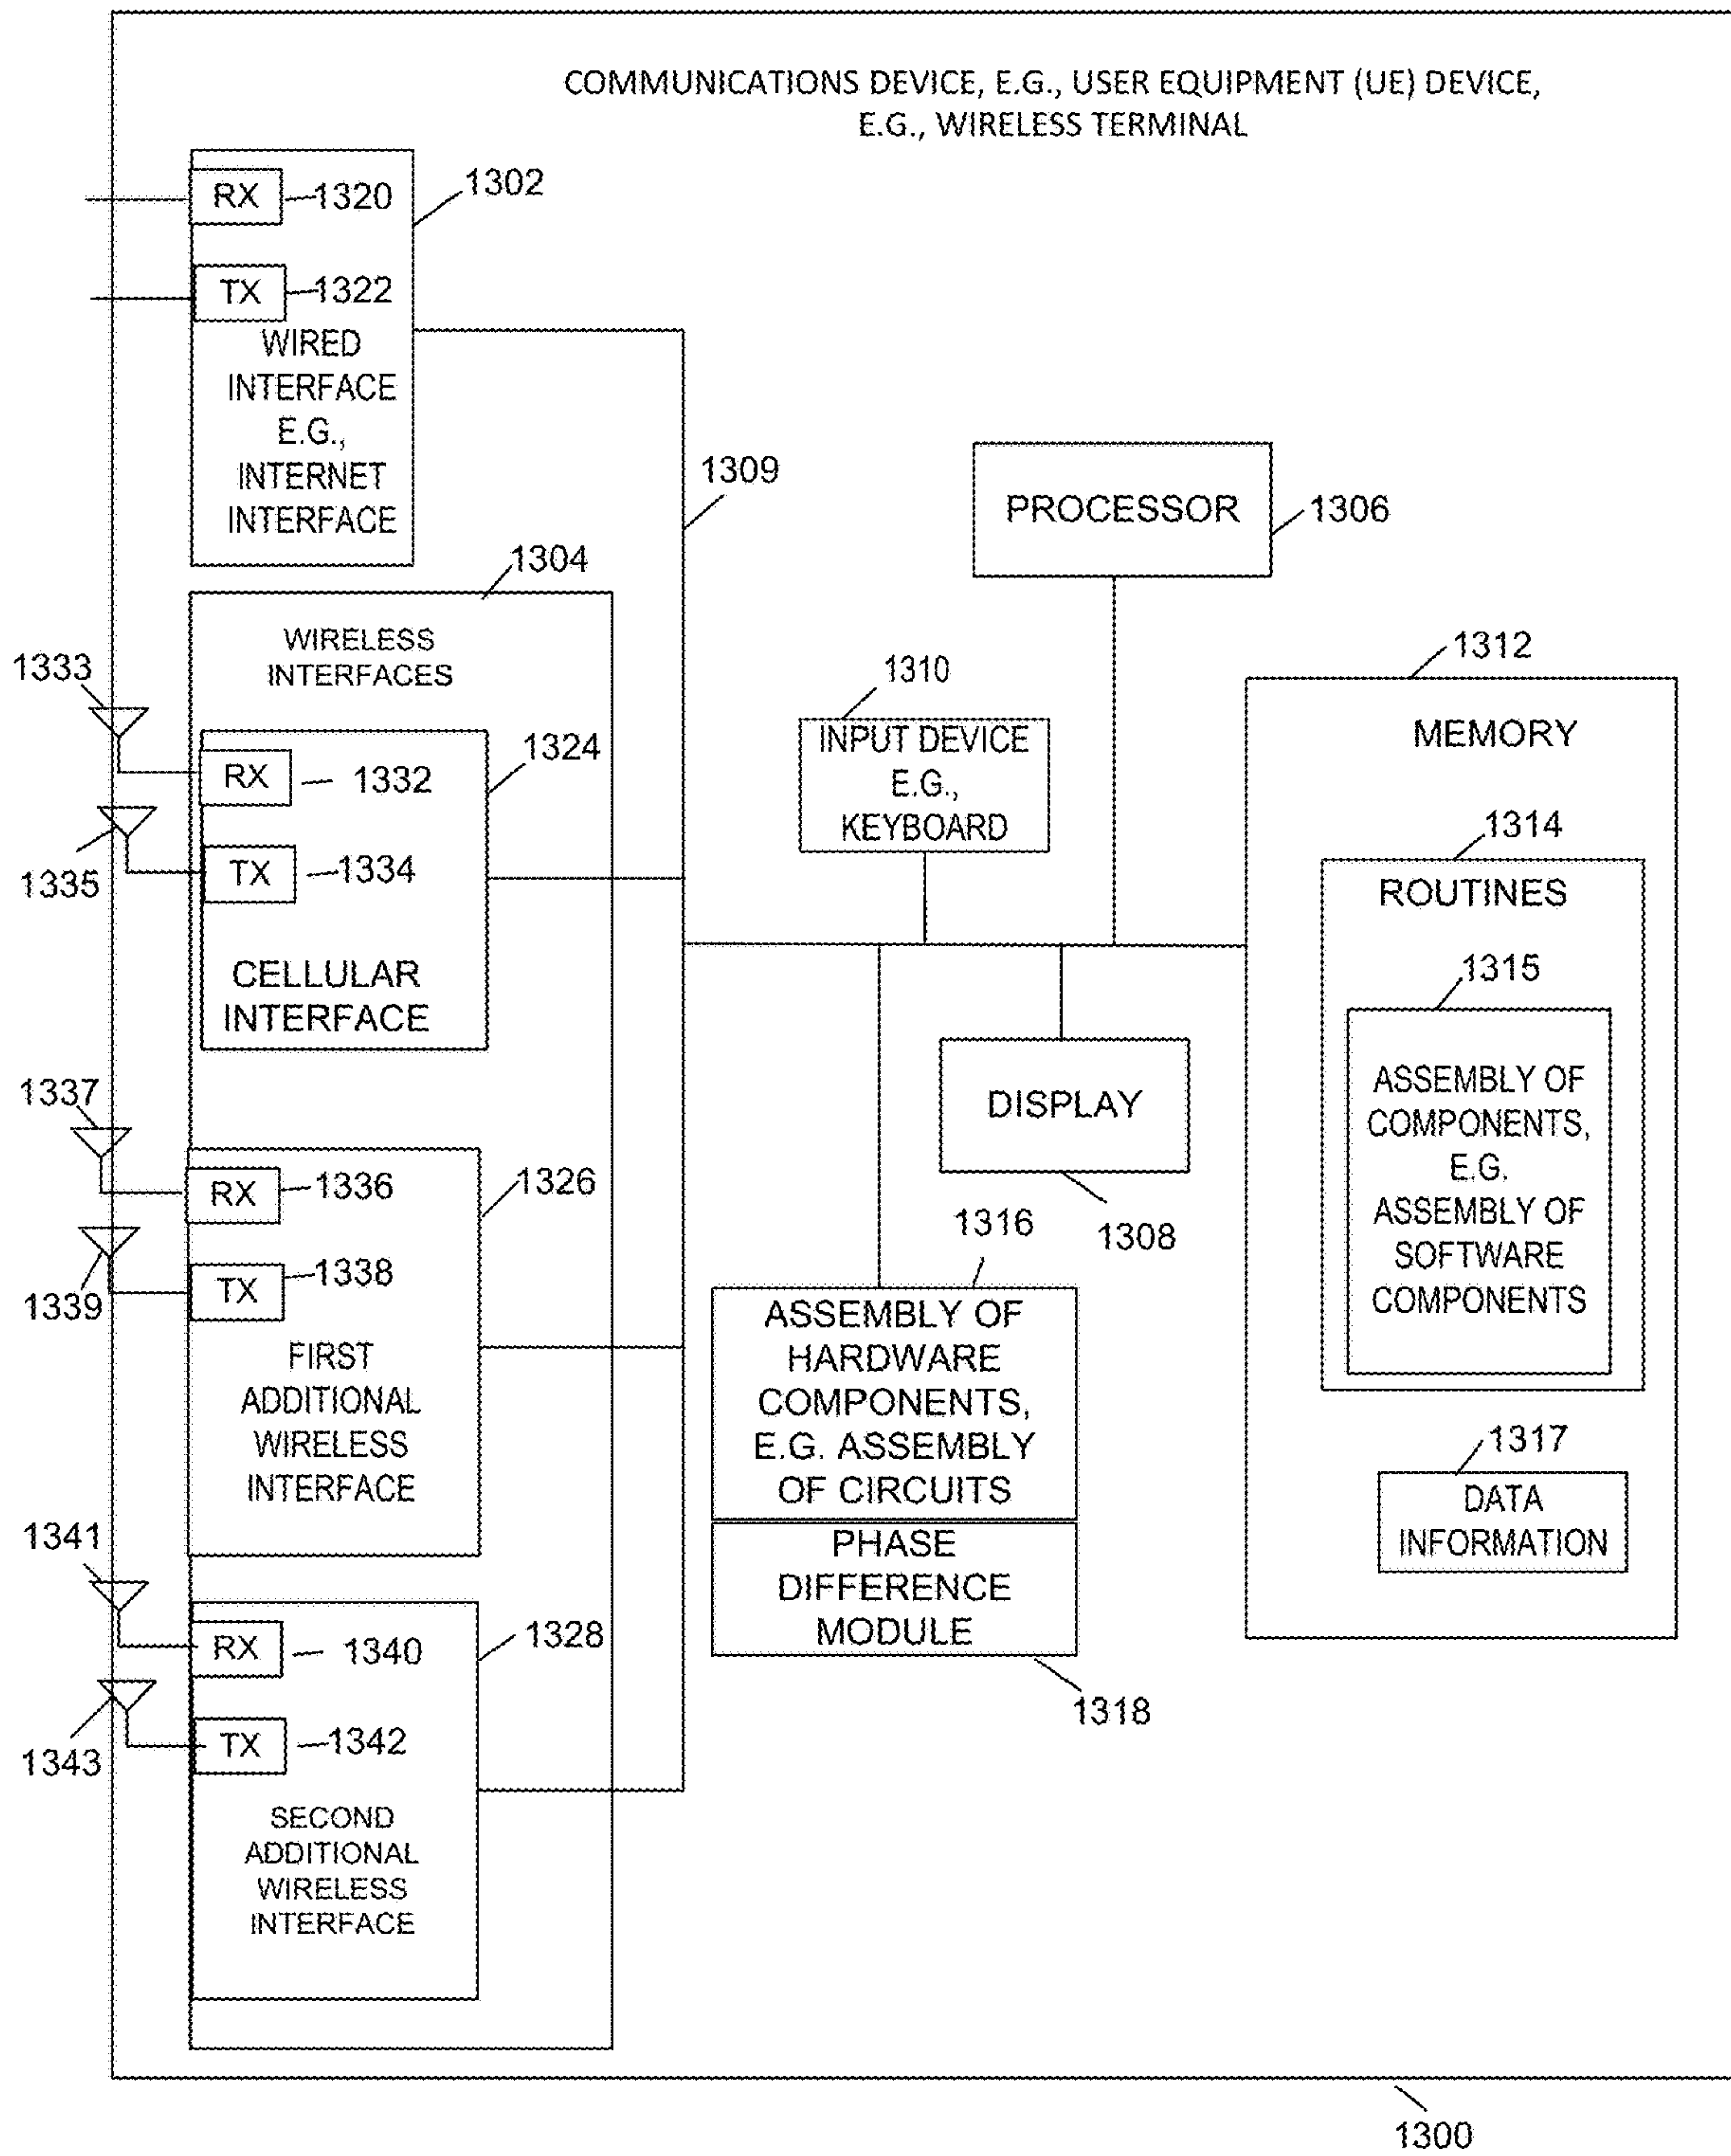 COMMUNICATIONS DEVICE, E.G., USER EQUIPMENT (UE) DEVICE,
E.G., WIRELESS TERMINAL
RX
1320
1302
TX
1322
WIRED
INTERFACE
E.G.,
INTERNET
INTERFACE
1309
PROCESSOR
1306
1304
WIRELESS
INTERFACES
1333
RX
1332
1324
1335
TX
1334
CELLULAR
INTERFACE
1310
INPUT DEVICE
E.G.,
KEYBOARD
1312
MEMORY
1314
ROUTINES
1315
ASSEMBLY OF
COMPONENTS,
E.G.
ASSEMBLY OF
SOFTWARE
COMPONENTS
1317
DATA
INFORMATION
DISPLAY
1308
1337
RX
1336
1326
1339
TX
1338
FIRST
ADDITIONAL
WIRELESS
INTERFACE
1316
ASSEMBLY OF
HARDWARE
COMPONENTS,
E.G. ASSEMBLY
OF CIRCUITS
PHASE
DIFFERENCE
MODULE
1318
1341
RX
1340
1328
1343
TX
1342
SECOND
ADDITIONAL
WIRELESS
INTERFACE
1300